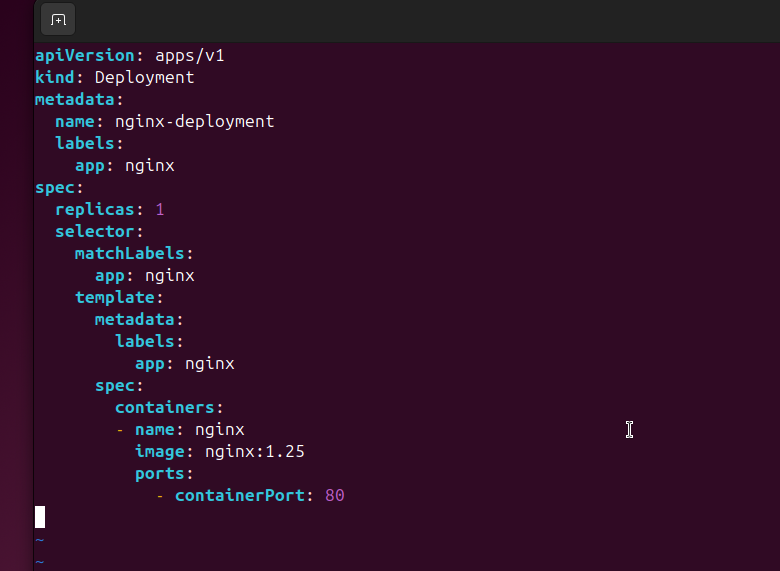 apiVersion: apps/v1
kind: Deployment
metadata:
  name: nginx-deployment
  labels:
    app: nginx
spec:
  replicas: 1
  selector:
    matchLabels:
      app: nginx
    template:
      metadata:
        labels:
          app: nginx
      spec:
        containers:
        - name: nginx
          image: nginx:1.25
          ports:
            - containerPort: 80
~
~